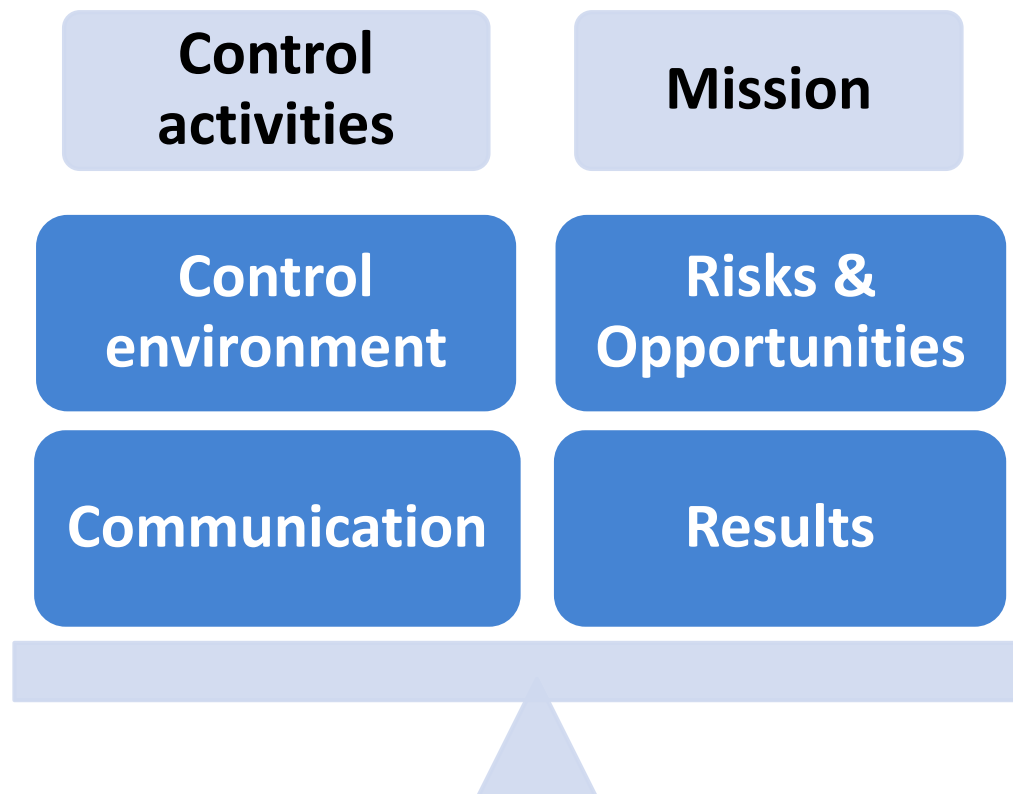 Control
activities
Mission
Control
environment
Risks &
Opportunities
Communication
Results